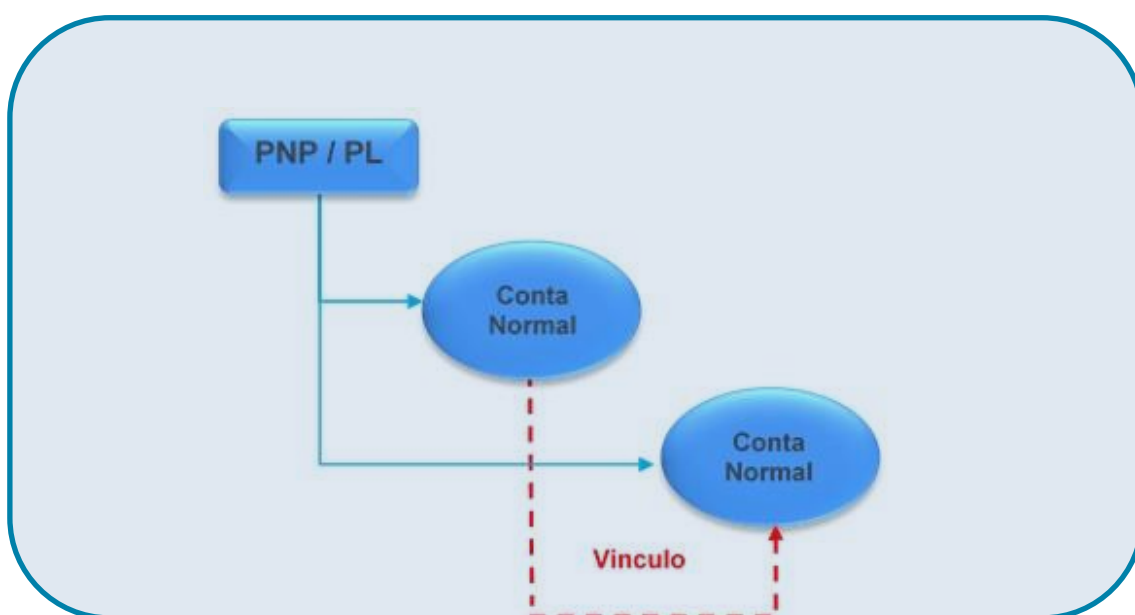 PNP / PL
Conta
Normal
Conta
Normal
Vinculo